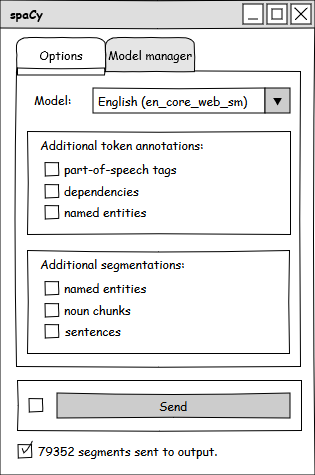 spaCy
Options
Model manager
Model:
English (en_core_web_sm)
Additional token annotations:
part-of-speech tags
dependencies
named entities
Additional segmentations:
named entities
noun chunks
sentences
Send
79352 segments sent to output.